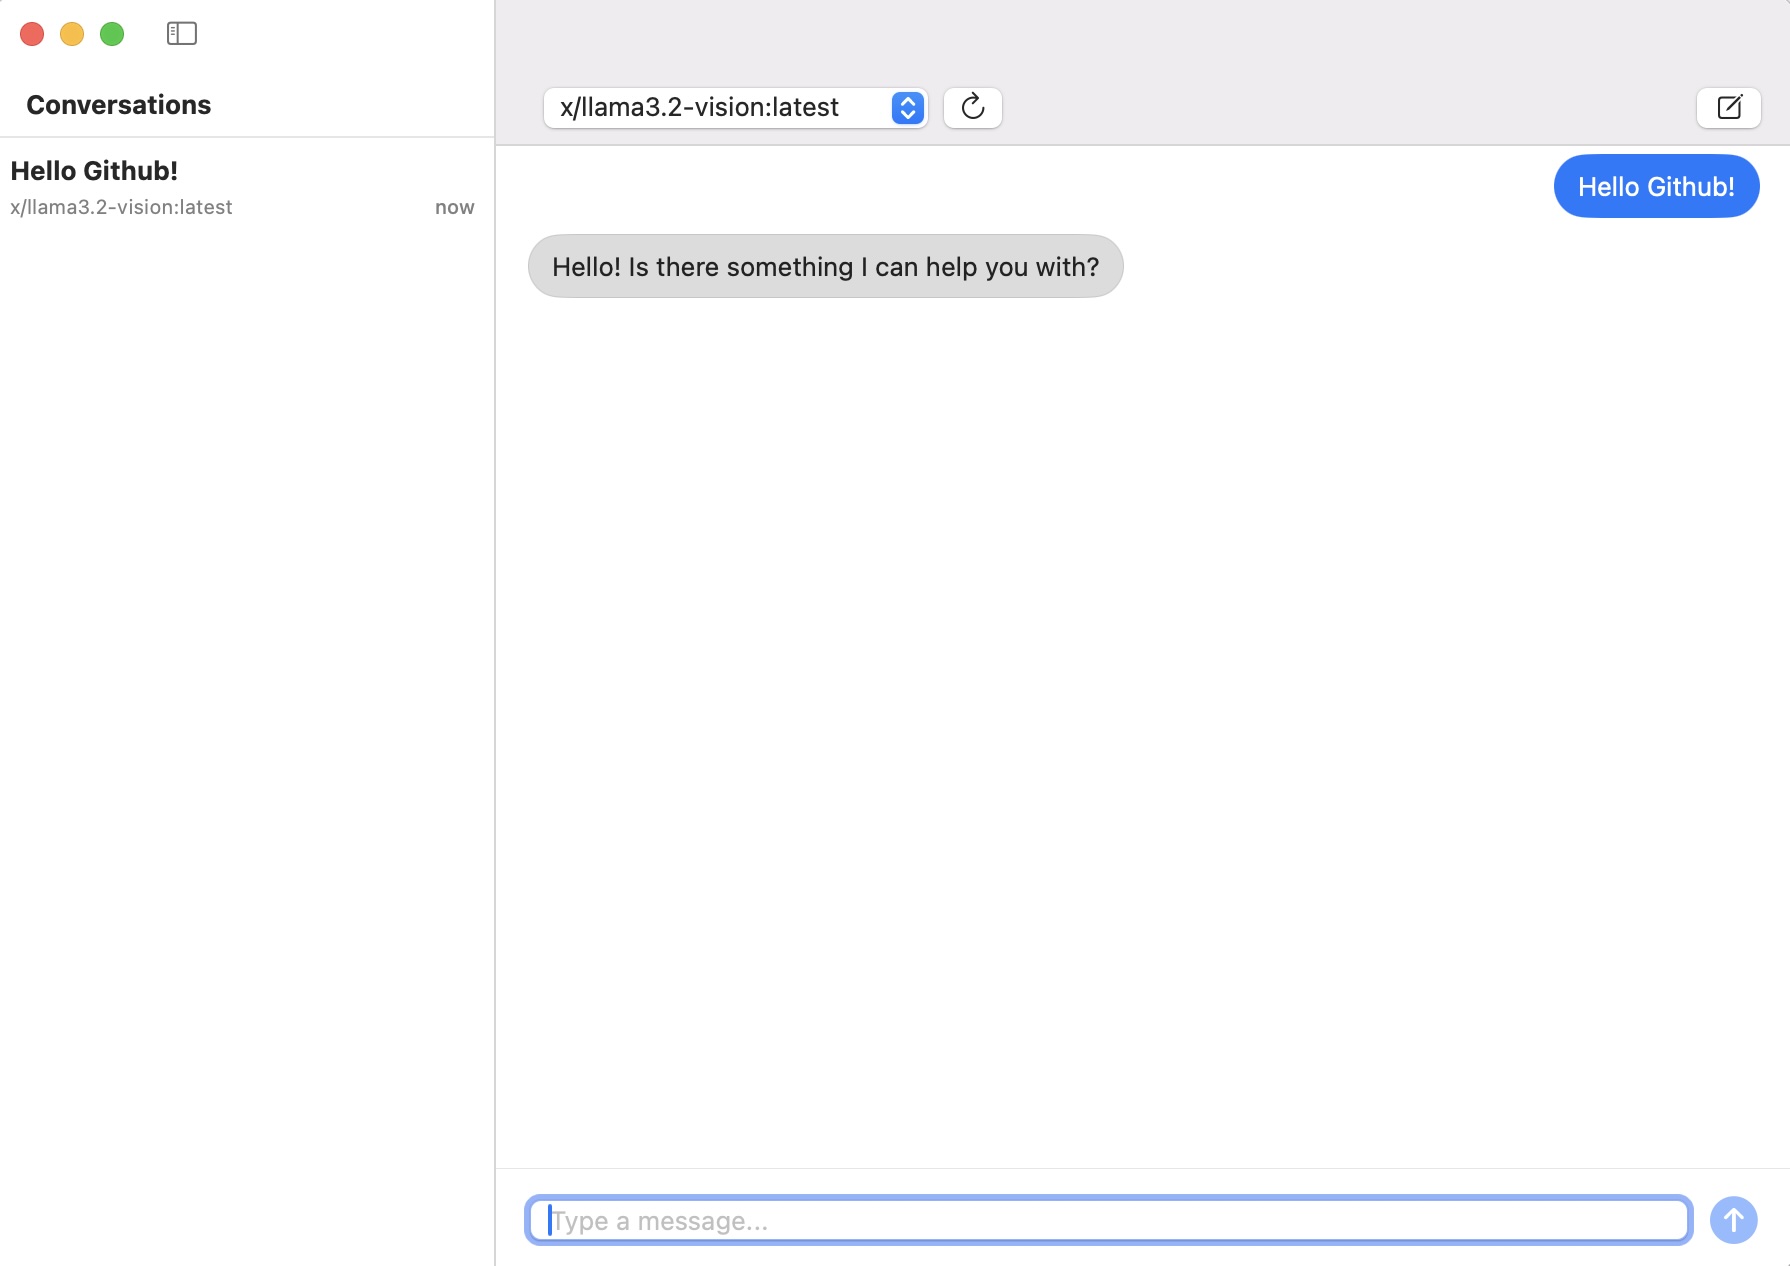 Conversations
Hello Github!
x/llama3.2-vision:latest now
x/llama3.2-vision:latest
Hello Github!
Hello! Is there something I can help you with?
Type a message...